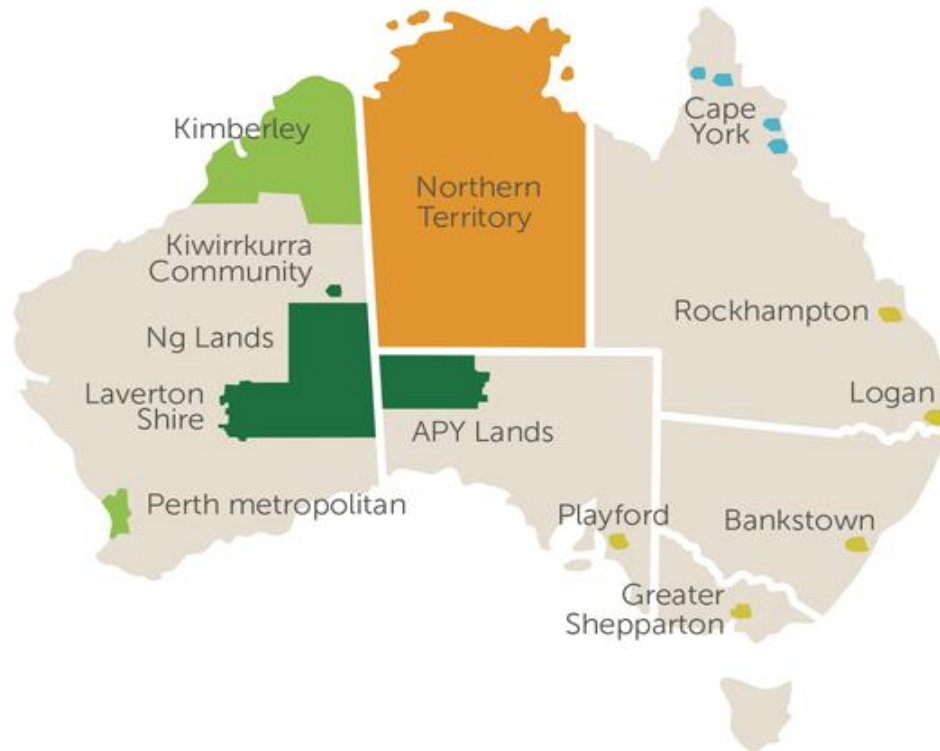 Kimberley
Northern
Territory
Cape
York
Kiwirrkurra
Community
Ng Lands
Rockhampton
Laverton
Shire
APY Lands
Logan
Perth metropolitan
Playford
Bankstown
Greater
Shepparton